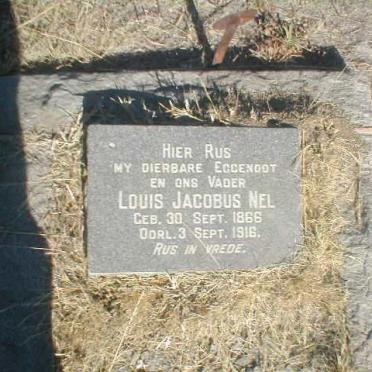 Hier Rus
my dierbare Eggenoot
en ons Vader
Louis Jacobus Nel
Geb. 30 Sept. 1866
Oorl. 3 Sept. 1916.
Rus in vrede.